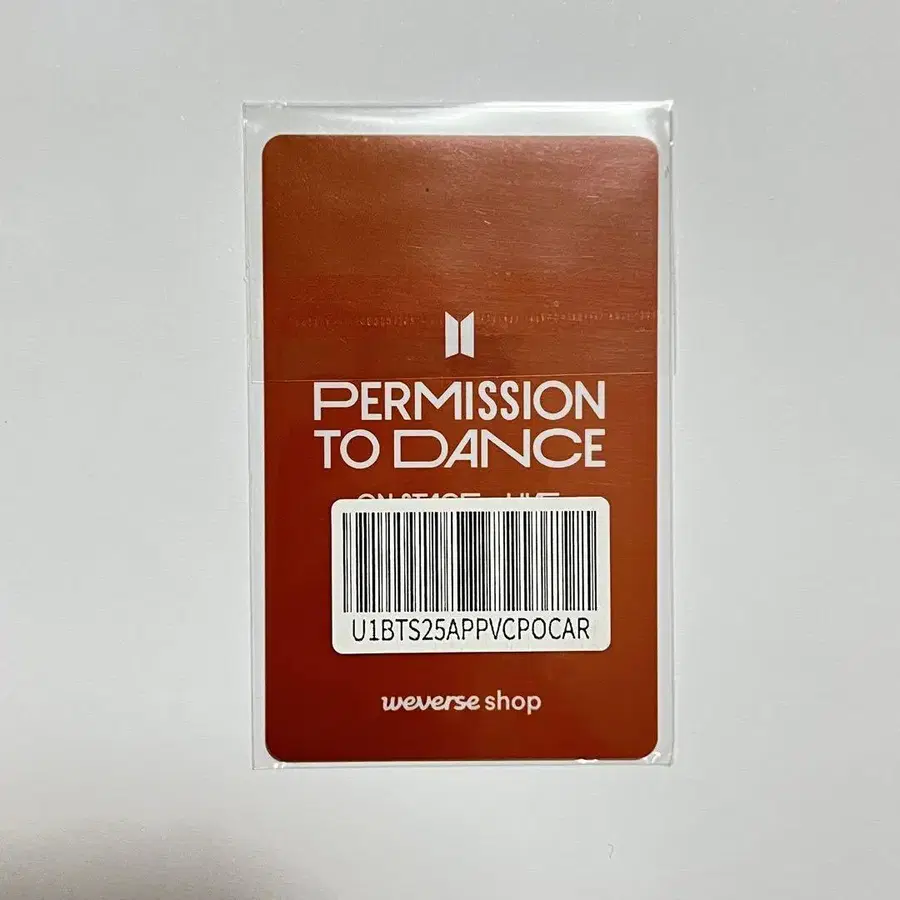 PERMISSION
TO DANCE
U1BTS25APPVCPOCAR
weverse shop